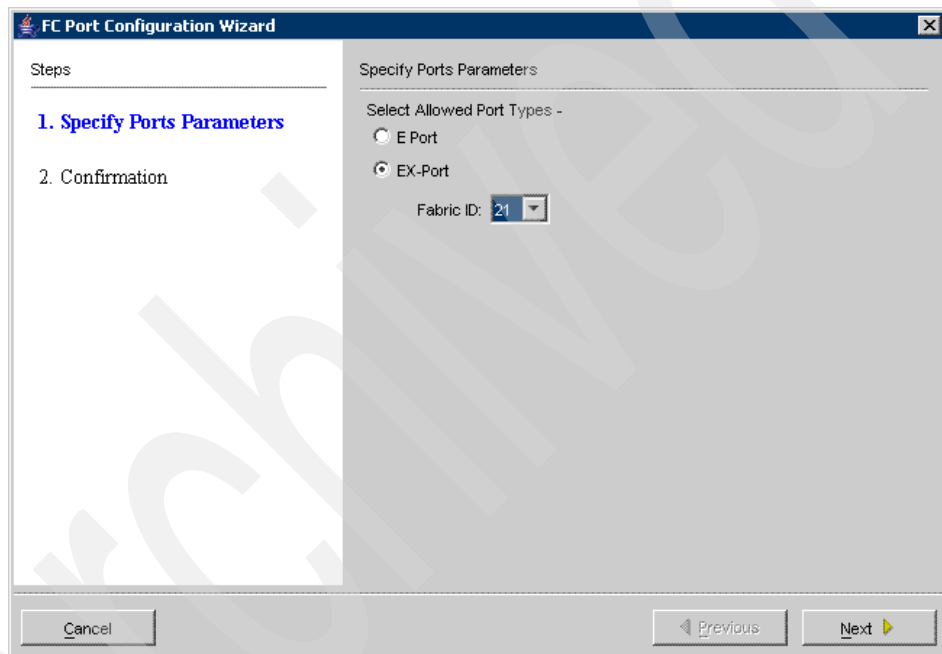 FC Port Configuration Wizard
Steps
1. Specify Ports Parameters
2. Confirmation
Specify Ports Parameters
Select Allowed Port Types -
E Port
EX-Port
Fabric ID: 21
Cancel
Previous
Next